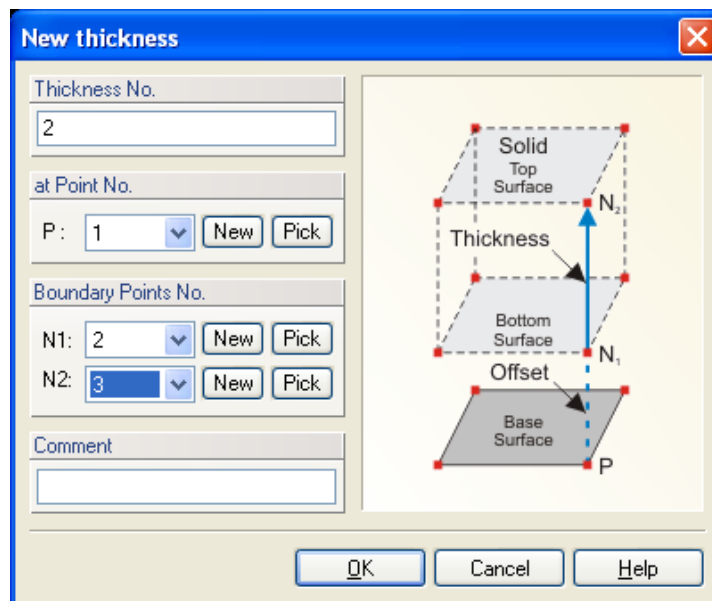 New thickness
Thickness No.
2
at Point No.
P : 1 New Pick
Boundary Points No.
N1: 2 New Pick
N2: 3 New Pick
Comment
Solid
Top
Surface
N2
Thickness
Bottom
Surface
N1
Offset
Base
Surface
P
OK Cancel Help